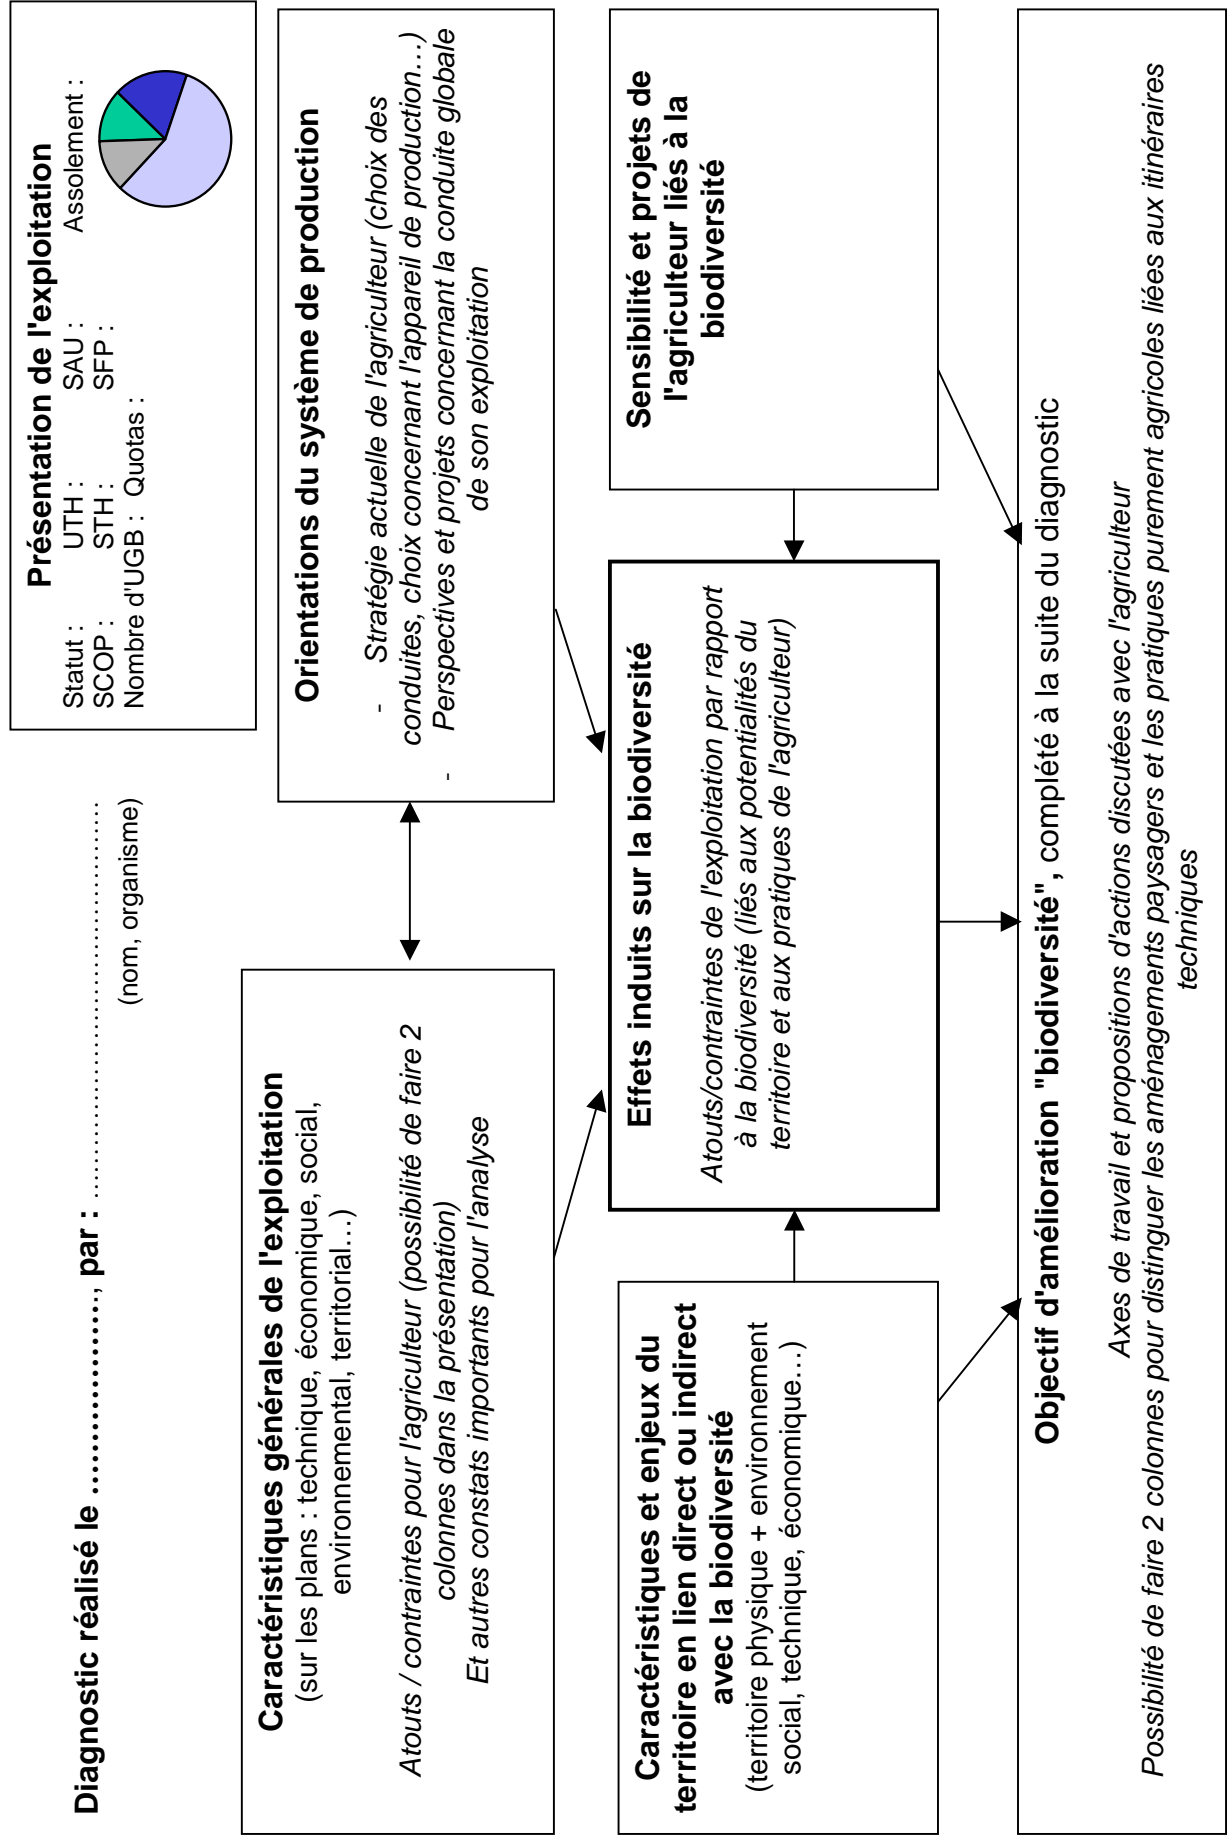 Diagnostic réalisé le ………………, par : ……………………………………………
(nom, organisme)
Présentation de l'exploitation
Statut : UTH : SAU : Assolement :
SCOP : STH : SFP :
Nombre d'UGB : Quotas :
Caractéristiques générales de l'exploitation
(sur les plans : technique, économique, social,
environnemental, territorial…)
Atouts / contraintes pour l'agriculteur (possibilité de faire 2
colonnes dans la présentation)
Et autres constats importants pour l'analyse
Orientations du système de production
- Stratégie actuelle de l'agriculteur (choix des
conduites, choix concernant l'appareil de production…)
- Perspectives et projets concernant la conduite globale
de son exploitation
Caractéristiques et enjeux du
territoire en lien direct ou indirect
avec la biodiversité
(territoire physique + environnement
social, technique, économique…)
Effets induits sur la biodiversité
Atouts/contraintes de l'exploitation par rapport
à la biodiversité (liés aux potentialités du
territoire et aux pratiques de l'agriculteur)
Sensibilité et projets de
l'agriculteur liés à la
biodiversité
Objectif d'amélioration "biodiversité", complété à la suite du diagnostic
Axes de travail et propositions d'actions discutées avec l'agriculteur
Possibilité de faire 2 colonnes pour distinguer les aménagements paysagers et les pratiques purement agricoles liées aux itinéraires
techniques